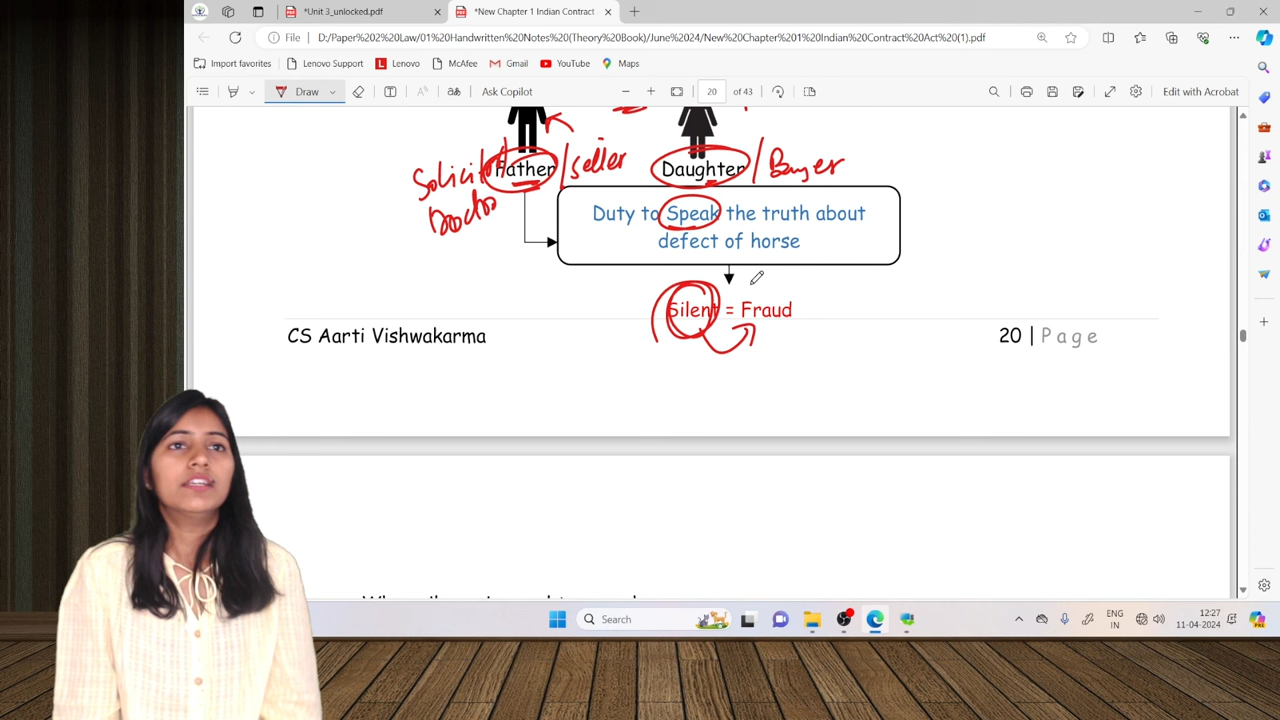 *Unit 3_unlocked.pdf
*New Chapter 1 Indian Contract
File
D:/Paper%202%20Law/01%20Handwritten%20Notes%20(Theory%20Book)/June%2024/New%20Chapter%201%20Indian%20Contract%20Act%20(1).pdf
Import favorites
Lenovo Support
Lenovo
McAfee
Gmail
YouTube
Maps
Draw
Ask Copilot
20 of 43
Edit with Acrobat
Solicitor
Doctor
Father
/seller
Daughter
/Buyer
Duty to Speak the truth about
defect of horse
Silent = Fraud
CS Aarti Vishwakarma
20 | Page
Search
ENG
IN
12:27
11-04-2024